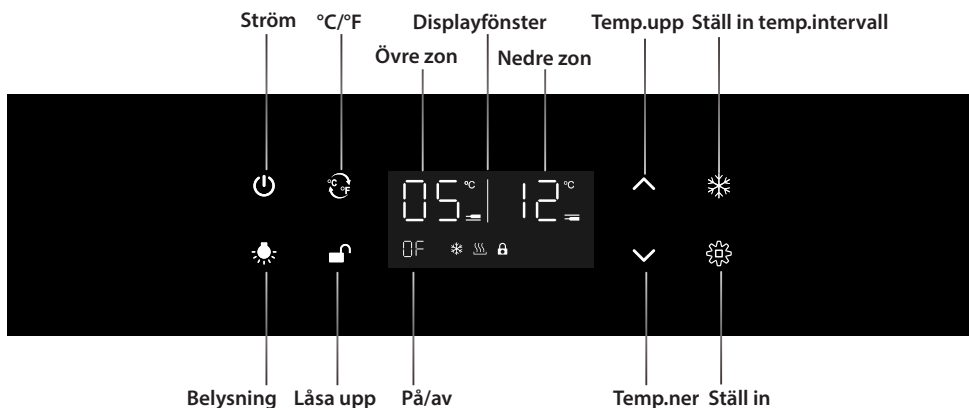 Ström °C/°F Displayfönster Temp.upp Ställ in temp.intervall
Övre zon Nedre zon
°C °F
05 °C 12 °C
0F
Belysning Låsa upp På/av Temp.ner Ställ in